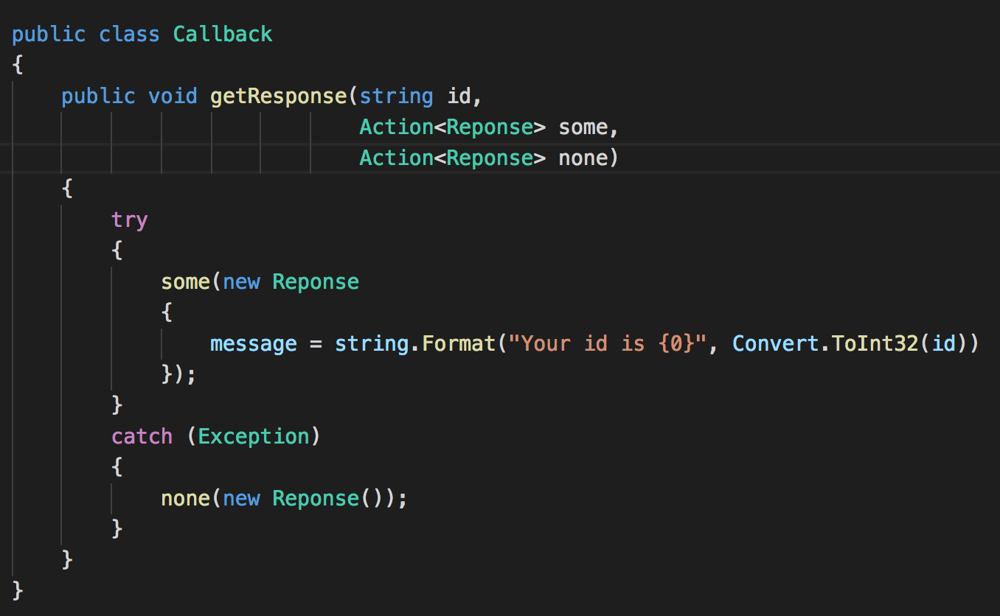 public class Callback
{
    public void getResponse(string id,
                            Action<Reponse> some,
                            Action<Reponse> none)
    {
        try
        {
            some(new Reponse
            {
                message = string.Format("Your id is {0}", Convert.ToInt32(id))
            });
        }
        catch (Exception)
        {
            none(new Reponse());
        }
    }
}